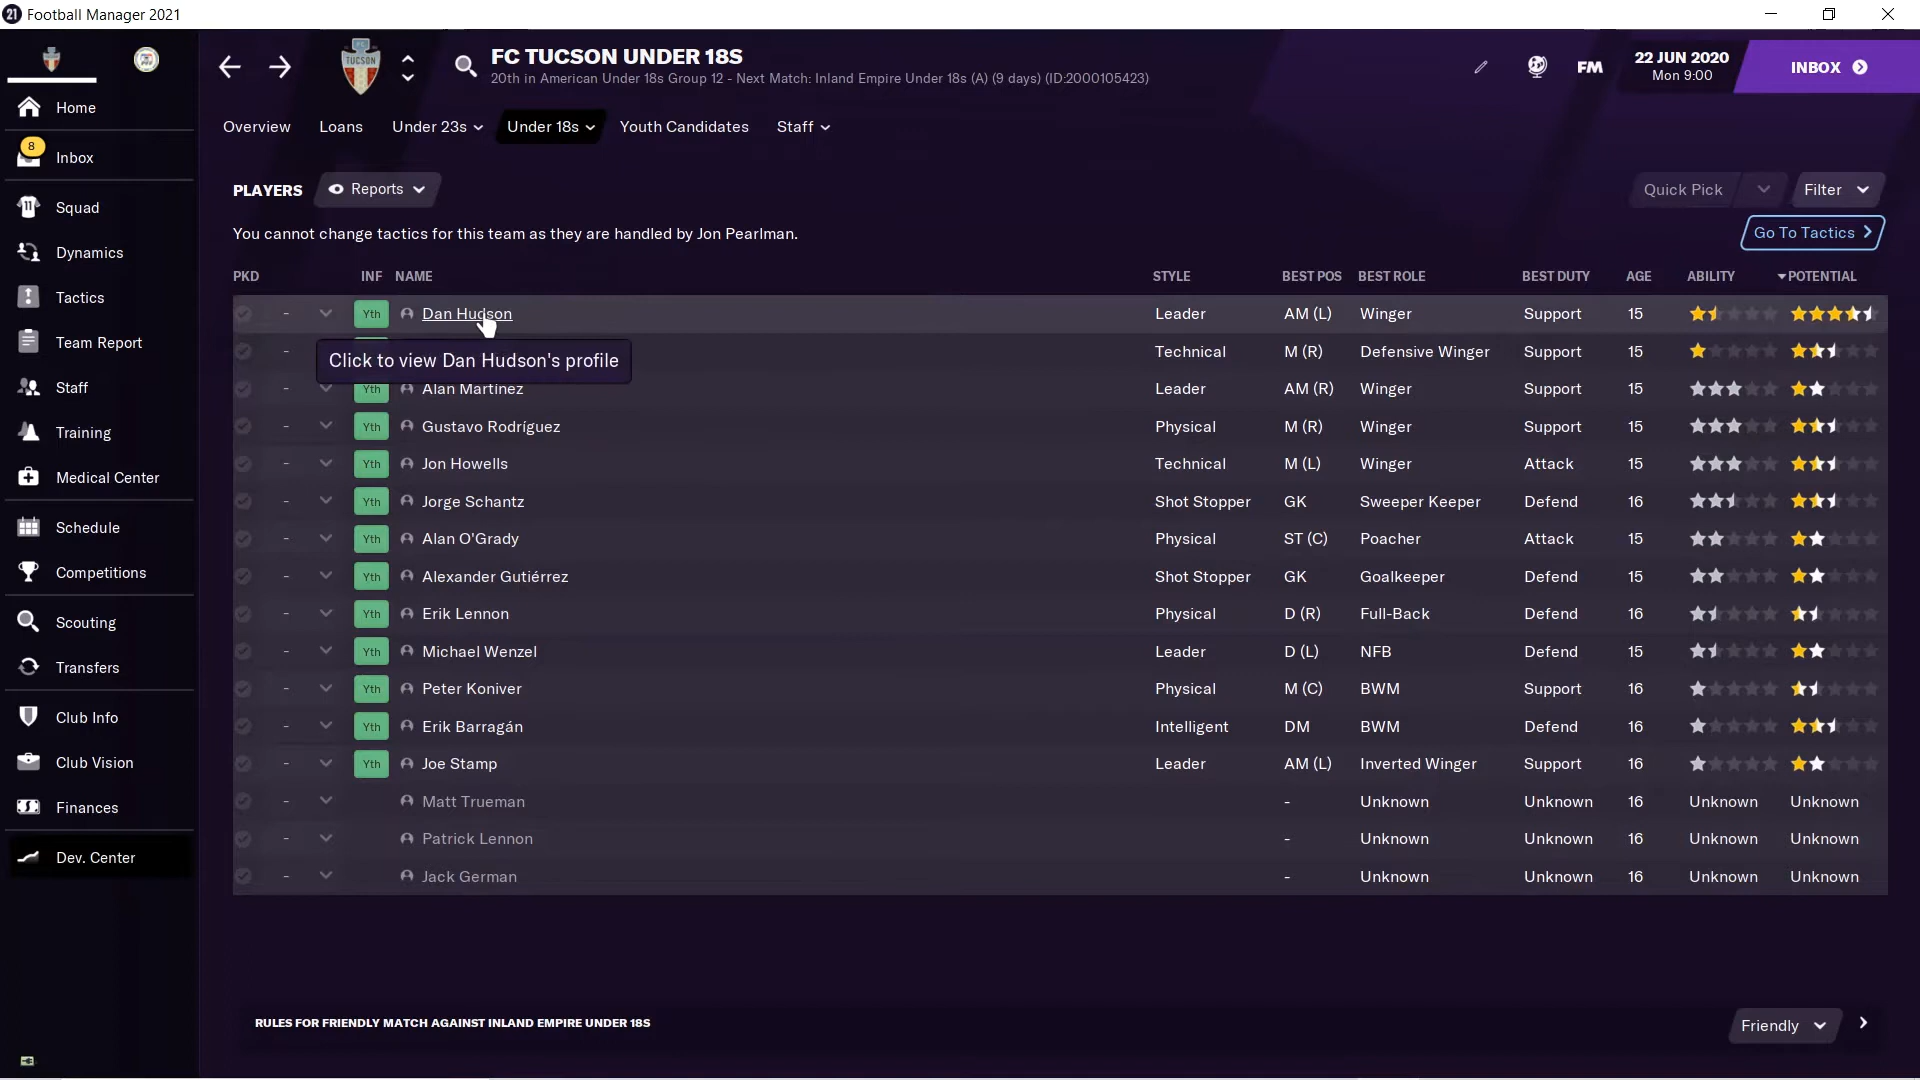 21 Football Manager 2021
FC TUCSON
FC TUCSON UNDER 18S
20th in American Under 18s Group 12 - Next Match: Inland Empire Under 18s (A) (9 days) (ID:2000105423)
FM
22 JUN 2020
Mon 9:00
INBOX
Home
8
Inbox
11
Squad
Dynamics
Tactics
Team Report
Staff
Training
Medical Center
Schedule
Competitions
Scouting
Transfers
Club Info
Club Vision
Finances
Dev. Center
Overview Loans Under 23s Under 18s Youth Candidates Staff
PLAYERS Reports Quick Pick Filter
You cannot change tactics for this team as they are handled by Jon Pearlman. Go To Tactics
PKD INF NAME STYLE BEST POS BEST ROLE BEST DUTY AGE ABILITY POTENTIAL
- Yth Dan Hudson Leader AM (L) Winger Support 15
- Technical M (R) Defensive Winger Support 15
Click to view Dan Hudson's profile
- Yth Alan Martínez Leader AM (R) Winger Support 15
- Yth Gustavo Rodríguez Physical M (R) Winger Support 15
- Yth Jon Howells Technical M (L) Winger Attack 15
- Yth Jorge Schantz Shot Stopper GK Sweeper Keeper Defend 16
- Yth Alan O'Grady Physical ST (C) Poacher Attack 15
- Yth Alexander Gutiérrez Shot Stopper GK Goalkeeper Defend 15
- Yth Erik Lennon Physical D (R) Full-Back Defend 16
- Yth Michael Wenzel Leader D (L) NFB Defend 15
- Yth Peter Koniver Physical M (C) BWM Support 16
- Yth Erik Barragán Intelligent DM BWM Defend 16
- Yth Joe Stamp Leader AM (L) Inverted Winger Support 16
- Matt Trueman - Unknown Unknown 16 Unknown Unknown
- Patrick Lennon - Unknown Unknown 16 Unknown Unknown
- Jack German - Unknown Unknown 16 Unknown Unknown
RULES FOR FRIENDLY MATCH AGAINST INLAND EMPIRE UNDER 18S
Friendly